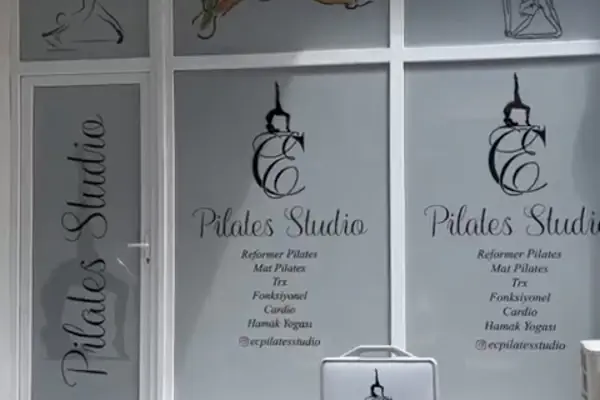 Pilates Studio
EC
Pilates Studio
Reformer Pilates
Mat Pilates
Trx
Fonksiyonel
Cardio
Hamak Yogası
ecpilatesstudio
EC
Pilates Studi
Reformer Pilates
Mat Pilates
Trx
Fonksiyonel
Cardio
Hamak Yogası
ecpilatesstudio